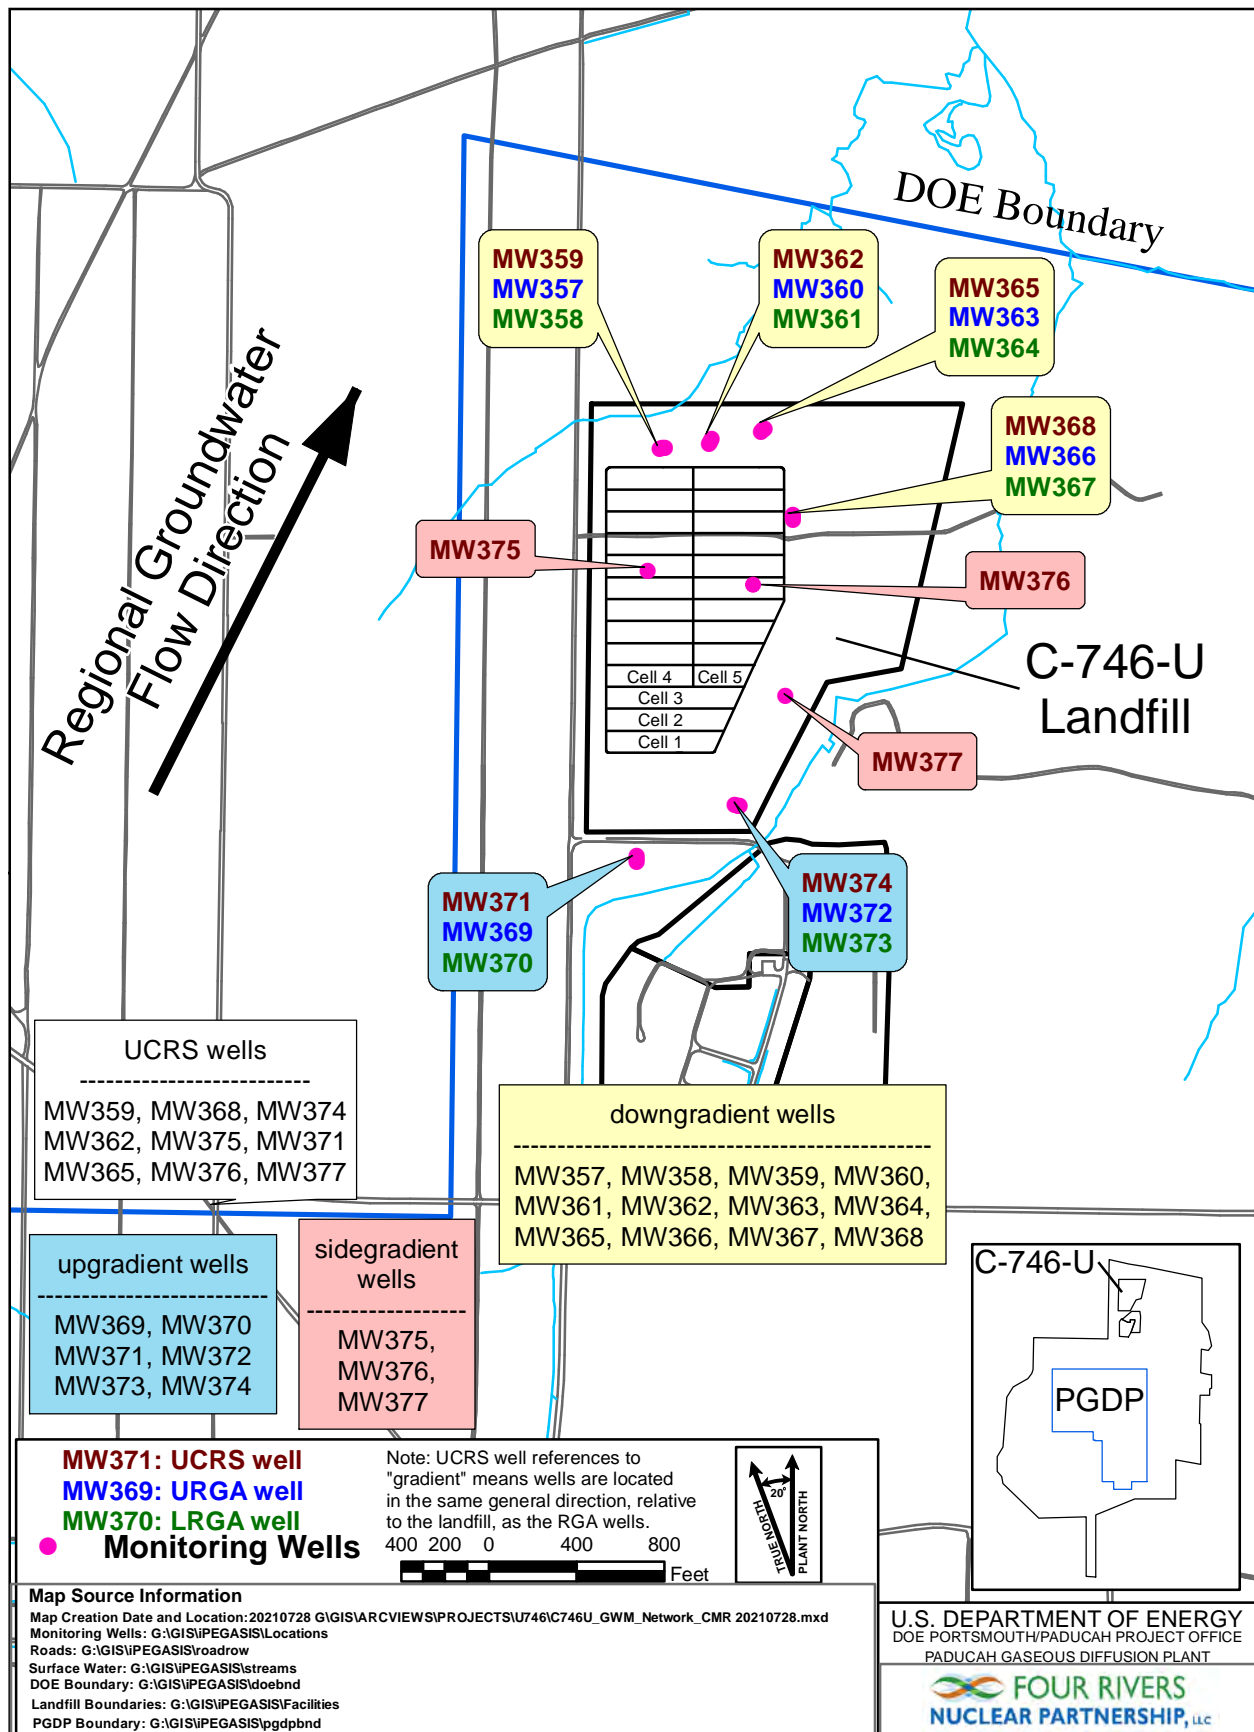 DOE Boundary
MW359
MW357
MW358
MW362
MW360
MW361
MW365
MW363
MW364
MW368
MW366
MW367
Regional Groundwater
Flow Direction
MW375
MW376
C-746-U
Landfill
Cell 4
Cell 5
Cell 3
Cell 2
Cell 1
MW377
MW371
MW369
MW370
MW374
MW372
MW373
UCRS wells
--------------------------
MW359, MW368, MW374
MW362, MW375, MW371
MW365, MW376, MW377
downgradient wells
-----------------------------------------------
MW357, MW358, MW359, MW360,
MW361, MW362, MW363, MW364,
MW365, MW366, MW367, MW368
upgradient wells
--------------------------
MW369, MW370
MW371, MW372
MW373, MW374
sidegradient
wells
------------------
MW375,
MW376,
MW377
C-746-U
PGDP
MW371: UCRS well
MW369: URGA well
MW370: LRGA well
Monitoring Wells
Note: UCRS well references to
"gradient" means wells are located
in the same general direction, relative
to the landfill, as the RGA wells.
400 200 0 400 800
Feet
20°
TRUE NORTH
PLANT NORTH
Map Source Information
Map Creation Date and Location:20210728 G\GIS\ARCVIEWS\PROJECTS\U746\C746U_GWM_Network_CMR 20210728.mxd
Monitoring Wells: G:\GIS\iPEGASIS\Locations
Roads: G:\GIS\iPEGASIS\roadrow
Surface Water: G:\GIS\iPEGASIS\streams
DOE Boundary: G:\GIS\iPEGASIS\doebnd
Landfill Boundaries: G:\GIS\iPEGASIS\Facilities
PGDP Boundary: G:\GIS\iPEGASIS\pgdpbnd
U.S. DEPARTMENT OF ENERGY
DOE PORTSMOUTH/PADUCAH PROJECT OFFICE
PADUCAH GASEOUS DIFFUSION PLANT
FOUR RIVERS
NUCLEAR PARTNERSHIP, LLC